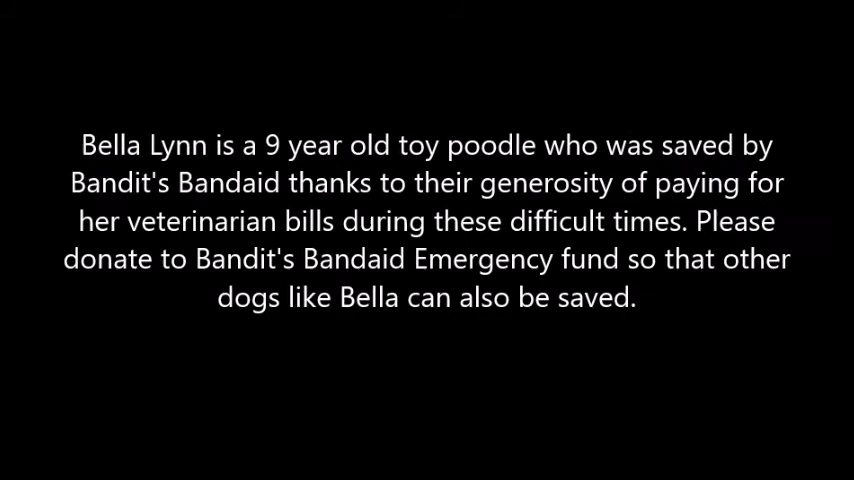 Bella Lynn is a 9 year old toy poodle who was saved by
Bandit's Bandaid thanks to their generosity of paying for
her veterinarian bills during these difficult times. Please
donate to Bandit's Bandaid Emergency fund so that other
dogs like Bella can also be saved.